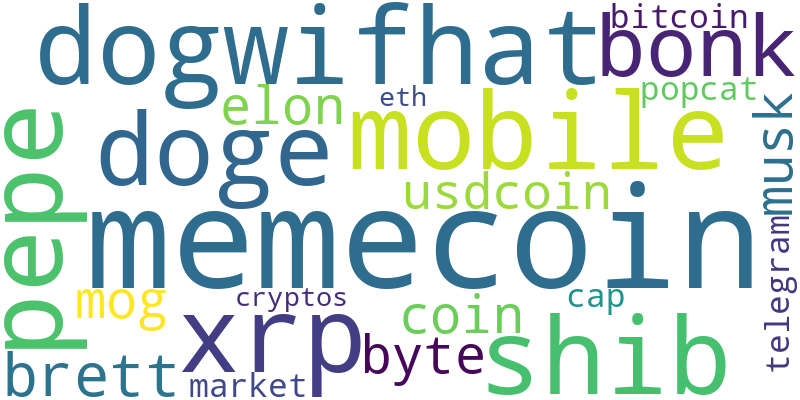 dogwifhat
bitcoin
bonk
popcat
eth
elon
mobile
doge
pepe
musk
usdcoin
memecoin
telegram
mog
cryptos
cap
xrp
coin
shib
byte
brett
market